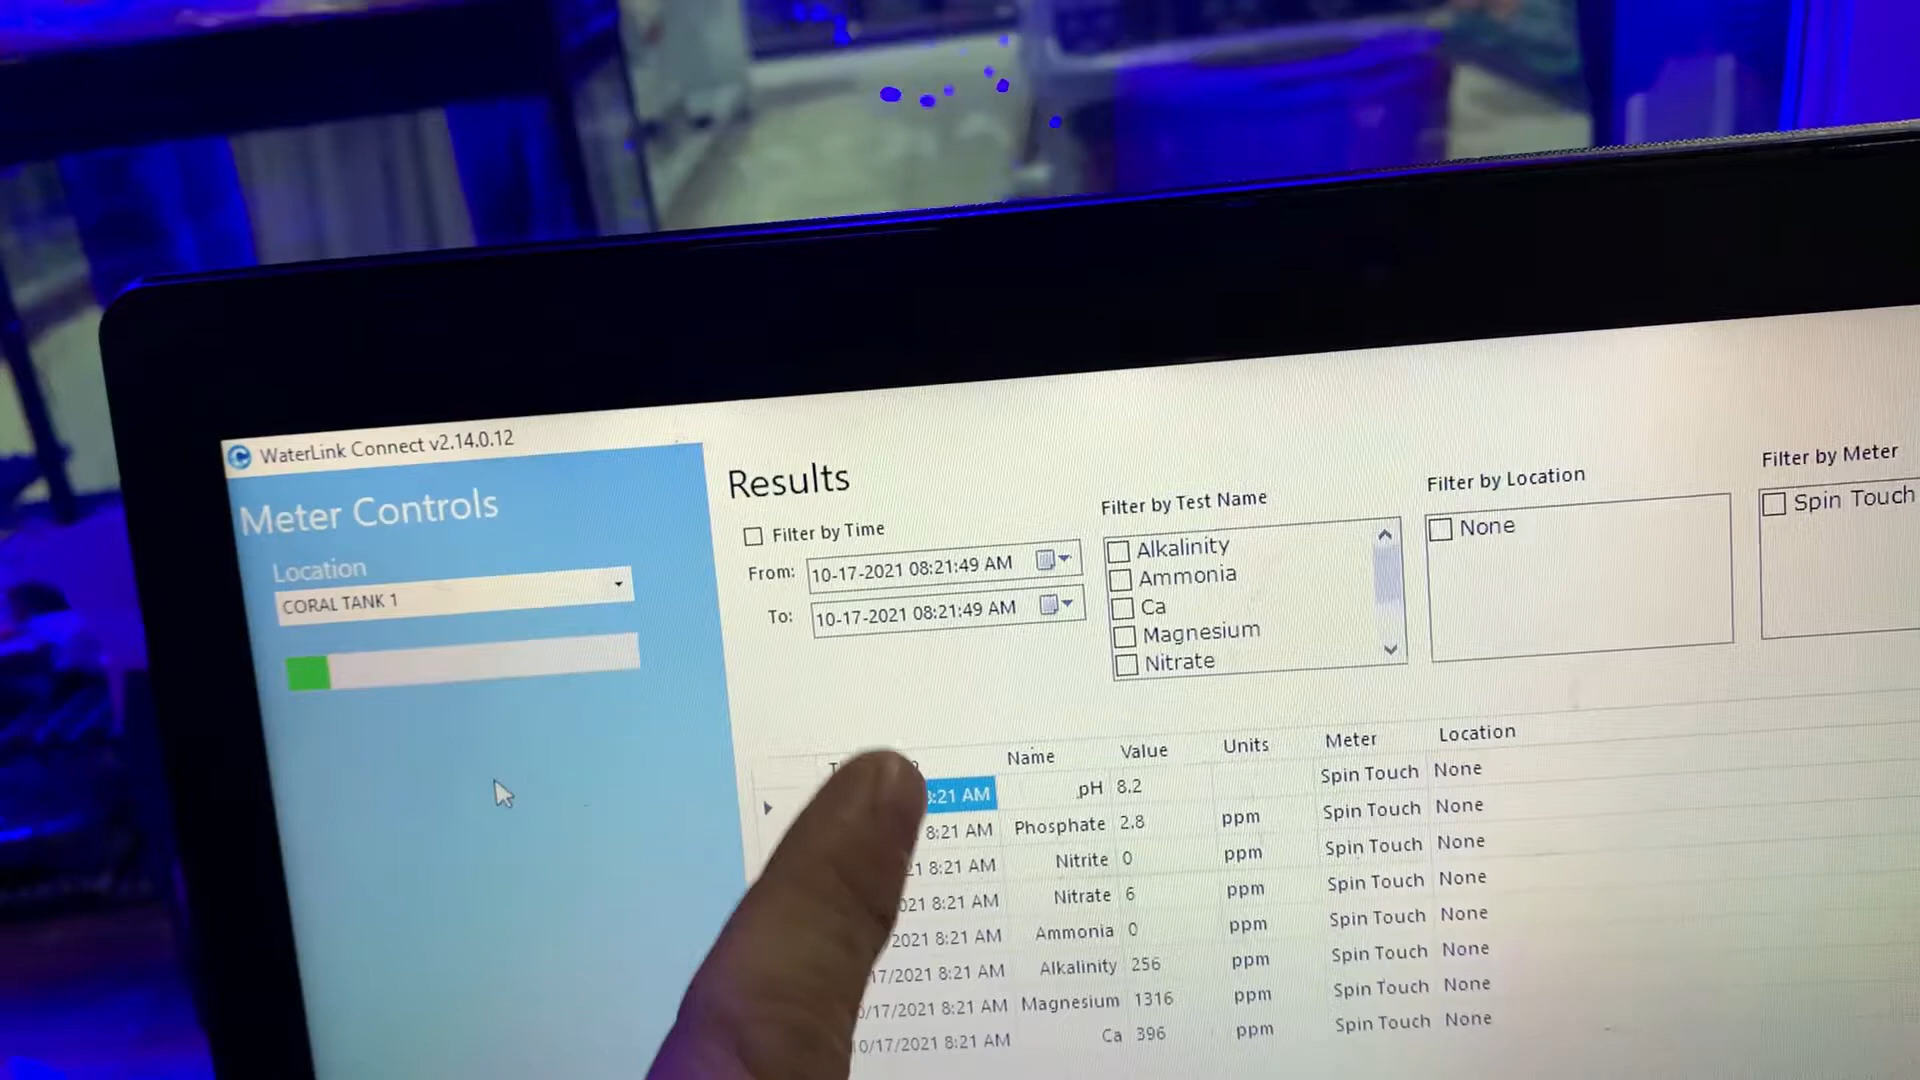 WaterLink Connect v2.14.0.12
Meter Controls
Location
CORAL TANK 1
Results
Filter by Time
From: 10-17-2021 08:21:49 AM
To: 10-17-2021 08:21:49 AM
Filter by Test Name
Alkalinity
Ammonia
Ca
Magnesium
Nitrate
Filter by Location
None
Filter by Meter
Spin Touch
Name Value Units Meter Location
8:21 AM pH 8.2 Spin Touch None
8:21 AM Phosphate 2.8 ppm Spin Touch None
21 8:21 AM Nitrite 0 ppm Spin Touch None
021 8:21 AM Nitrate 6 ppm Spin Touch None
2021 8:21 AM Ammonia 0 ppm Spin Touch None
17/2021 8:21 AM Alkalinity 256 ppm Spin Touch None
0/17/2021 8:21 AM Magnesium 1316 ppm Spin Touch None
10/17/2021 8:21 AM Ca 396 ppm Spin Touch None